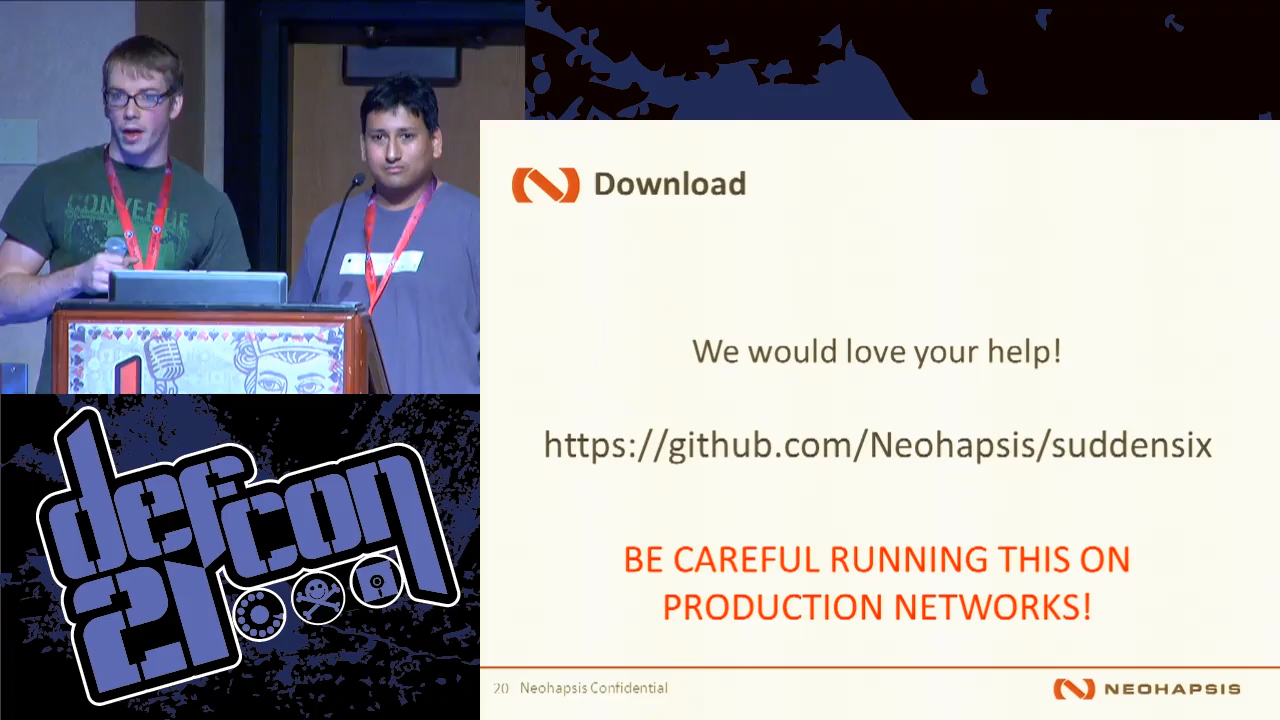 CONVERGE
Download
We would love your help!
https://github.com/Neohapsis/suddensix
BE CAREFUL RUNNING THIS ON
PRODUCTION NETWORKS!
20 Neohapsis Confidential
NEOHAPSIS
defcon
21